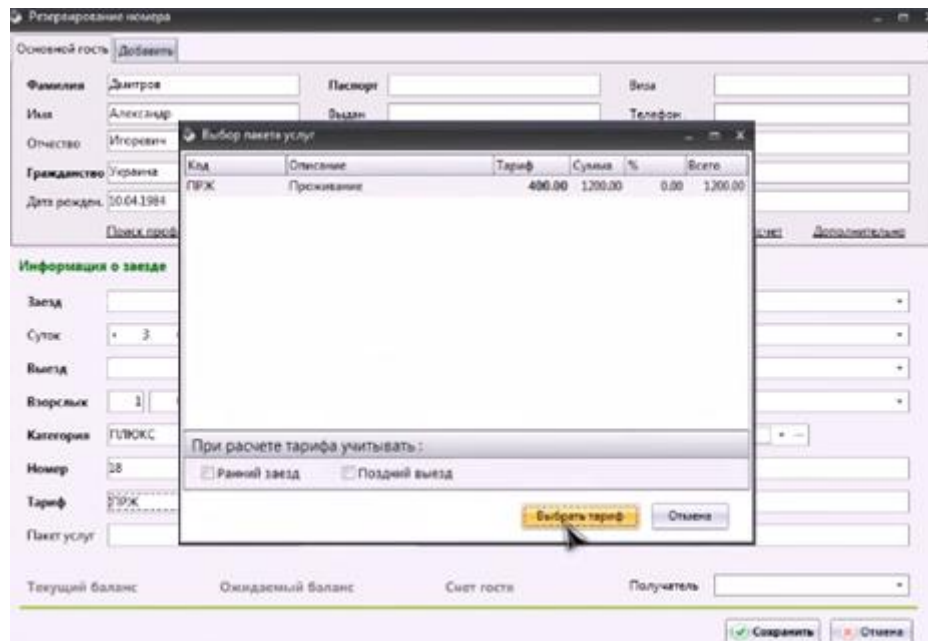 Резервирование номера
Основной гость Добавить
Фамилия Дмитров Паспорт Виза
Имя Александр Выдан Телефон
Отчество Игоревич
Гражданство Украина
Дата рожден. 10.04.1984
Поиск Дополнительно
Выбор пакета услуг
Код Описание Тариф Сумма % Всего
ПРЖ Проживание 400.00 1200.00 0.00 1200.00
При расчете тарифа учитывать :
Ранний заезд Поздний выезд
Выбрать тариф Отмена
Информация о заезде
Заезд
Суток 3
Выезд
Взрослых 1
Категория ПЛЮКС
Номер 18
Тариф ПРЖ
Пакет услуг
Текущий баланс Ожидаемый баланс Счет гостя Получатель
Сохранить Отмена